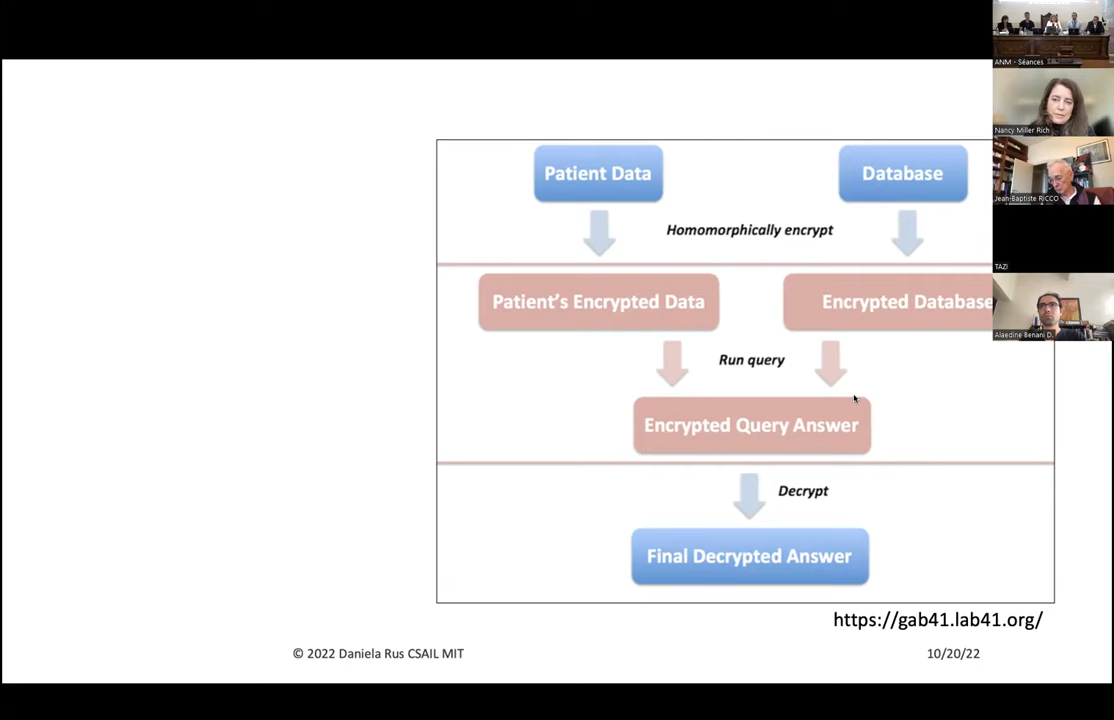 ANM - Séances
Nancy Miller Rich
Jean-Baptiste RICCO
TAZI
Alaedine Benani D.
Patient Data
Database
Homomorphically encrypt
Patient's Encrypted Data
Encrypted Database
Run query
Encrypted Query Answer
Decrypt
Final Decrypted Answer
https://gab41.lab41.org/
© 2022 Daniela Rus CSAIL MIT
10/20/22